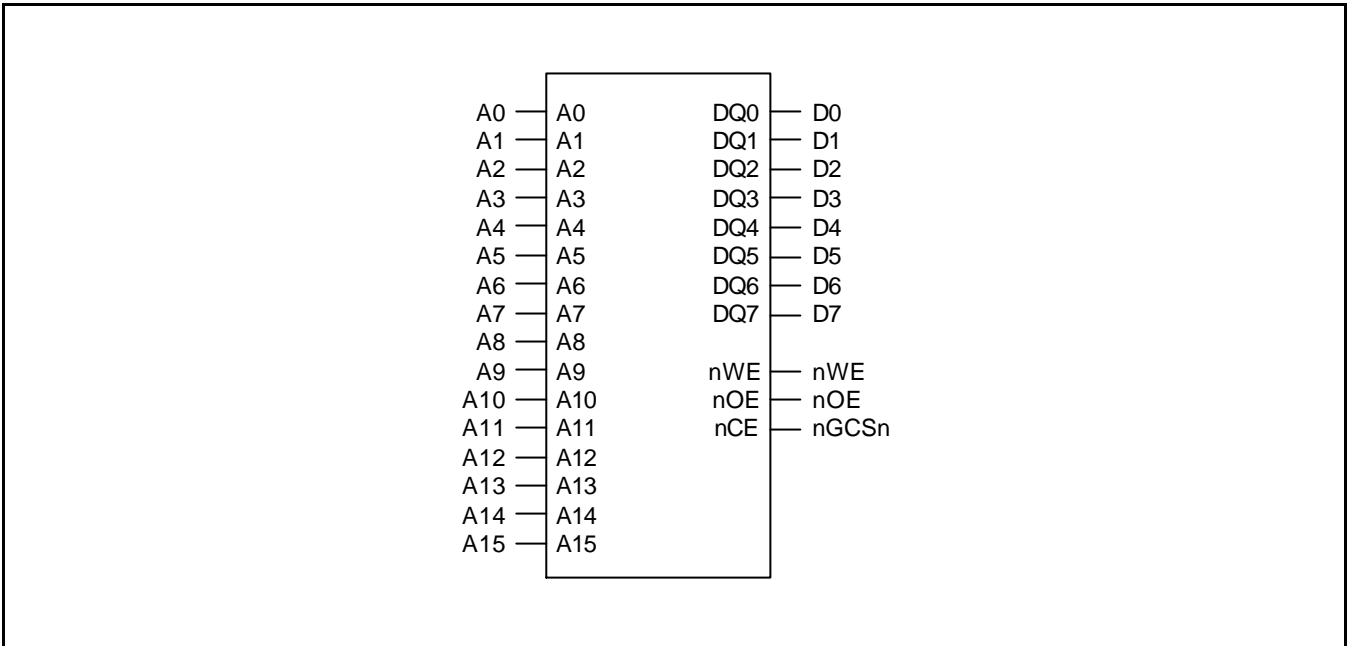 A0 A0 DQ0 D0
A1 A1 DQ1 D1
A2 A2 DQ2 D2
A3 A3 DQ3 D3
A4 A4 DQ4 D4
A5 A5 DQ5 D5
A6 A6 DQ6 D6
A7 A7 DQ7 D7
A8 A8
A9 A9 nWE nWE
A10 A10 nOE nOE
A11 A11 nCE nGCSn
A12 A12
A13 A13
A14 A14
A15 A15